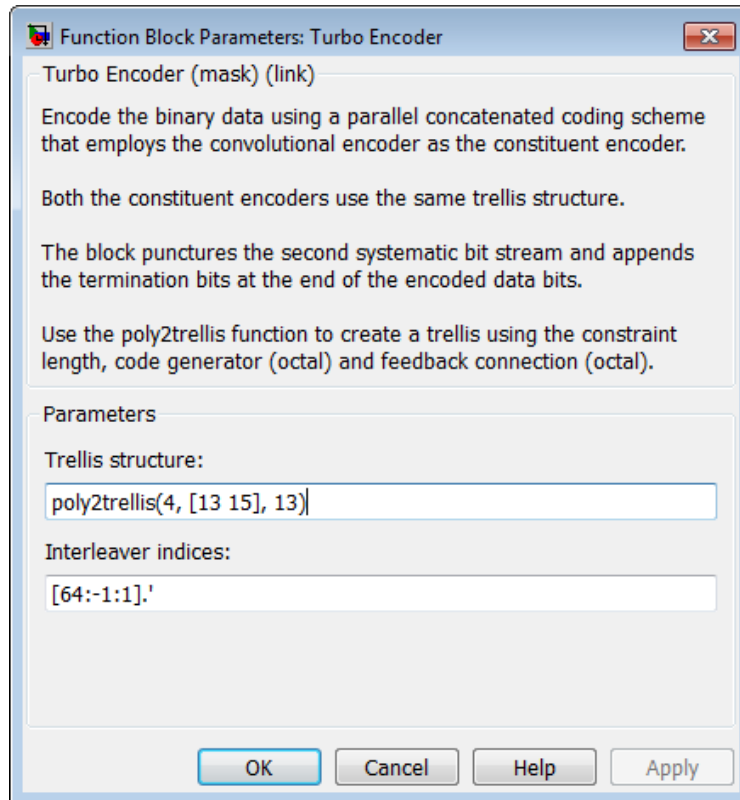 Function Block Parameters: Turbo Encoder
Turbo Encoder (mask) (link)
Encode the binary data using a parallel concatenated coding scheme
that employs the convolutional encoder as the constituent encoder.
Both the constituent encoders use the same trellis structure.
The block punctures the second systematic bit stream and appends
the termination bits at the end of the encoded data bits.
Use the poly2trellis function to create a trellis using the constraint
length, code generator (octal) and feedback connection (octal).
Parameters
Trellis structure:
poly2trellis(4, [13 15], 13)
Interleaver indices:
[64:-1:1].'
OK Cancel Help Apply